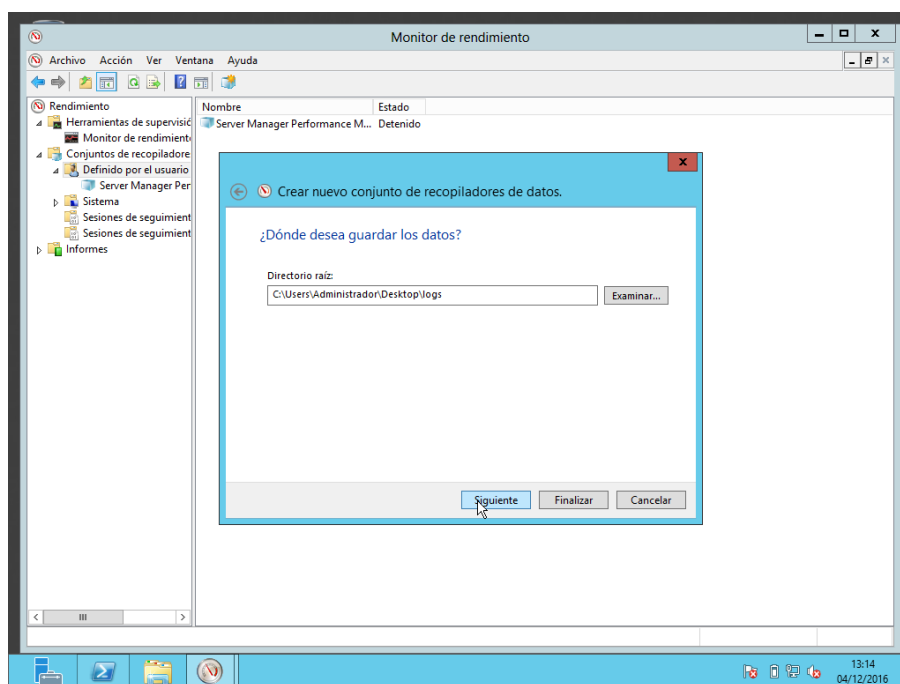 Monitor de rendimiento
Archivo Acción Ver Ventana Ayuda
Rendimiento
Herramientas de supervisió
Monitor de rendimiento
Conjuntos de recopiladore
Definido por el usuario
Server Manager Per
Sistema
Sesiones de seguimient
Sesiones de seguimient
Informes
Nombre Estado
Server Manager Performance M... Detenido
Crear nuevo conjunto de recopiladores de datos.
¿Dónde desea guardar los datos?
Directorio raíz:
C:\Users\Administrador\Desktop\logs
Examinar...
Siguiente Finalizar Cancelar
13:14
04/12/2016